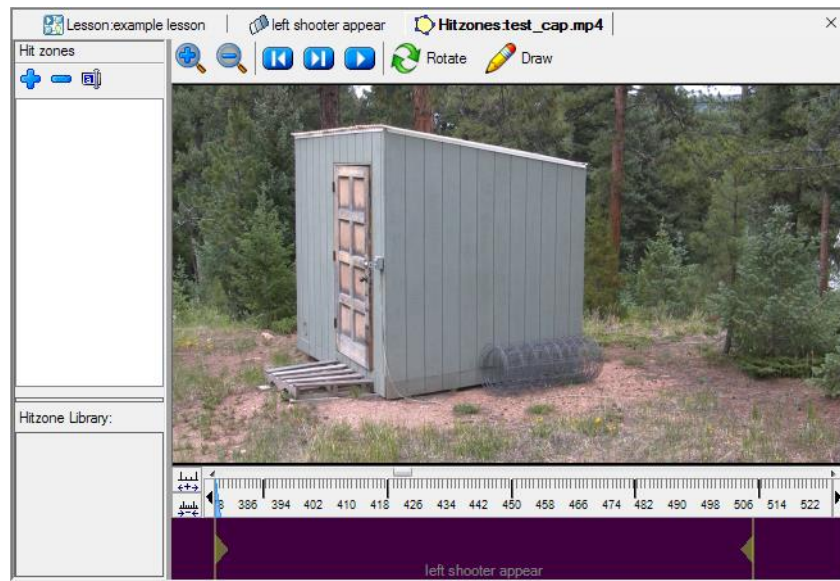 Lesson:example lesson
left shooter appear
Hitzones:test_cap.mp4
Hit zones
Rotate
Draw
Hitzone Library:
386 394 402 410 418 426 434 442 450 458 466 474 482 490 498 506 514 522
left shooter appear